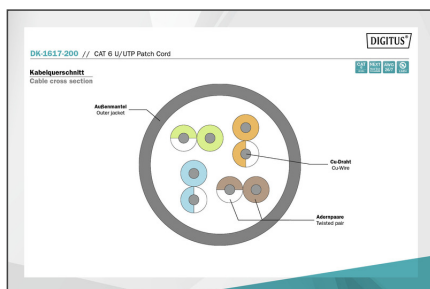 DIGITUS®
DK-1617-200 // CAT 6 U/UTP Patch Cord
Kabelquerschnitt
Cable cross section
Außenmantel
Outer jacket
Cu-Draht
Cu-Wire
Adernpaare
Twisted pair